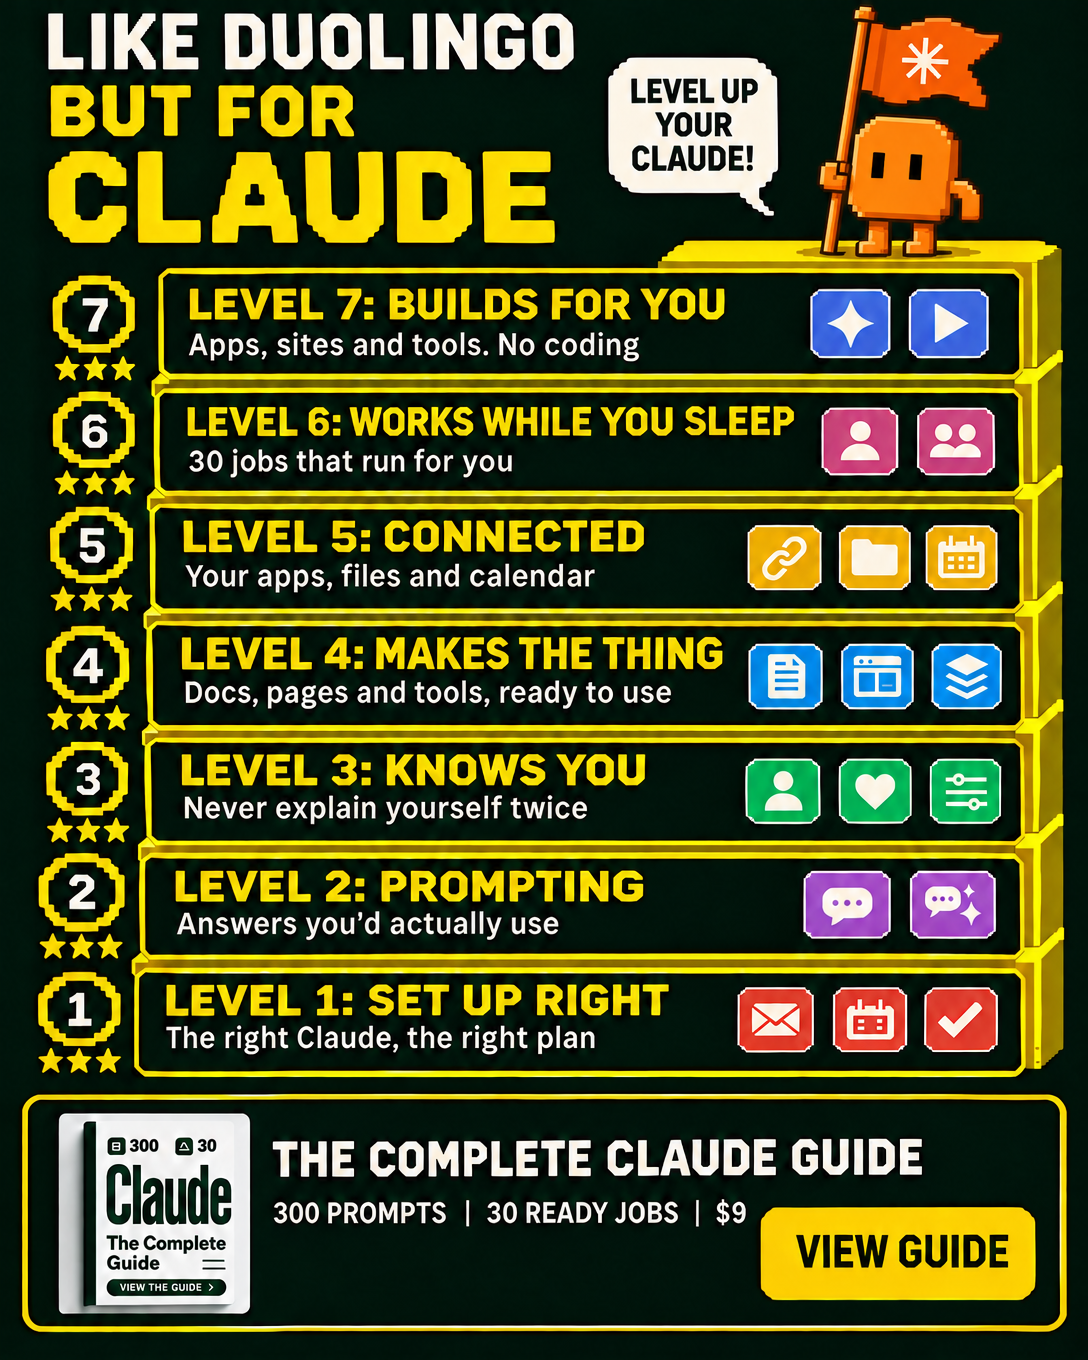 LIKE DUOLINGO
BUT FOR
CLAUDE
LEVEL UP
YOUR
CLAUDE!
7
LEVEL 7: BUILDS FOR YOU
Apps, sites and tools. No coding
6
LEVEL 6: WORKS WHILE YOU SLEEP
30 jobs that run for you
5
LEVEL 5: CONNECTED
Your apps, files and calendar
4
LEVEL 4: MAKES THE THING
Docs, pages and tools, ready to use
3
LEVEL 3: KNOWS YOU
Never explain yourself twice
2
LEVEL 2: PROMPTING
Answers you'd actually use
1
LEVEL 1: SET UP RIGHT
The right Claude, the right plan
300 30
Claude
The Complete
Guide
VIEW THE GUIDE >
THE COMPLETE CLAUDE GUIDE
300 PROMPTS | 30 READY JOBS | $9
VIEW GUIDE